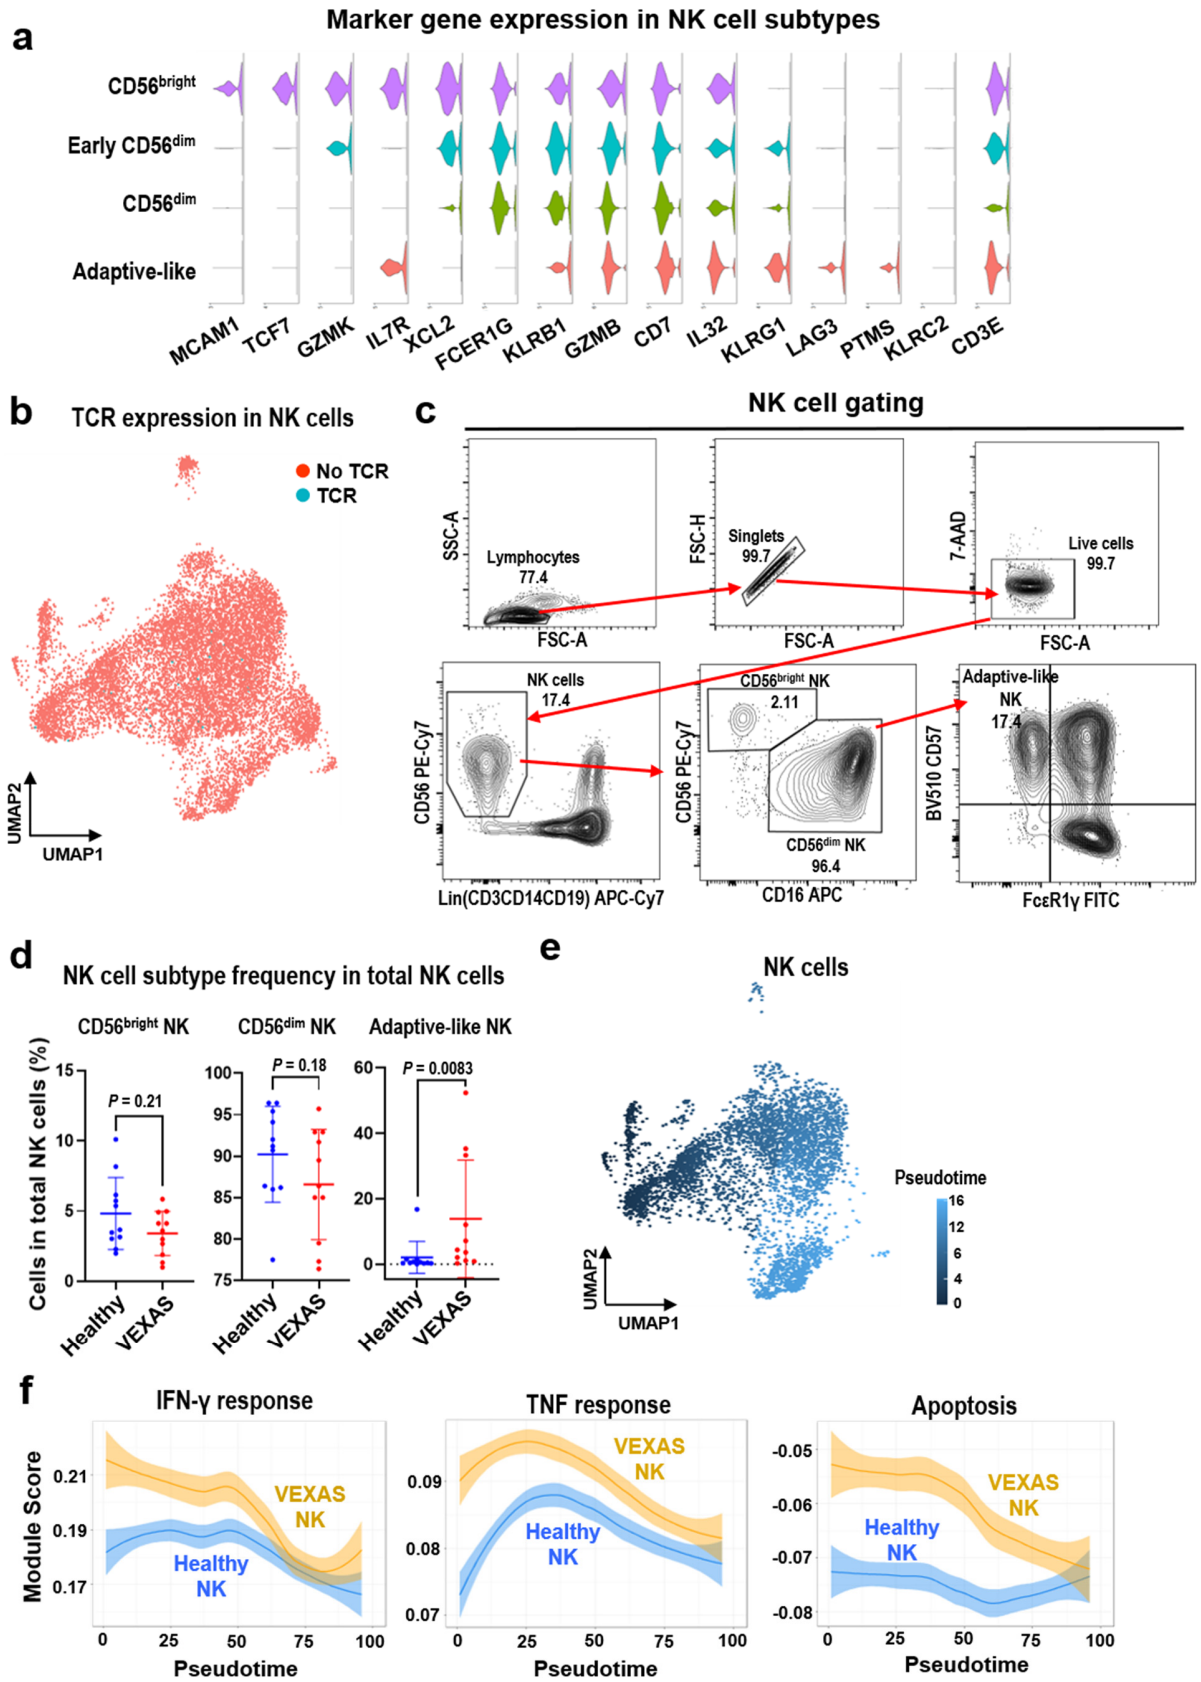 a
Marker gene expression in NK cell subtypes
CD56bright
Early CD56dim
CD56dim
Adaptive-like
MCAM1 TCF7 GZMK IL7R XCL2 FCER1G KLRB1 GZMB CD7 IL32 KLRG1 LAG3 PTMS KLRC2 CD3E
b
TCR expression in NK cells
No TCR
TCR
UMAP2
UMAP1
c
NK cell gating
SSC-A
Lymphocytes
77.4
FSC-A
FSC-H
Singlets
99.7
FSC-A
7-AAD
Live cells
99.7
FSC-A
CD56 PE-Cy7
NK cells
17.4
Lin(CD3CD14CD19) APC-Cy7
CD56 PE-Cy7
CD56bright NK
2.11
CD56dim NK
96.4
CD16 APC
BV510 CD57
Adaptive-like
NK
17.4
FcεR1γ FITC
d
NK cell subtype frequency in total NK cells
Cells in total NK cells (%)
CD56bright NK
P = 0.21
15
10
5
0
Healthy
VEXAS
CD56dim NK
P = 0.18
100
95
90
85
80
75
Healthy
VEXAS
Adaptive-like NK
P = 0.0083
60
40
20
0
Healthy
VEXAS
e
NK cells
Pseudotime
16
12
6
4
0
UMAP2
UMAP1
f
Module Score
IFN-γ response
0.21
0.19
0.17
VEXAS
NK
Healthy
NK
0 25 50 75 100
Pseudotime
TNF response
0.09
0.08
0.07
VEXAS
NK
Healthy
NK
0 25 50 75 100
Pseudotime
Apoptosis
-0.05
-0.06
-0.07
-0.08
VEXAS
NK
Healthy
NK
0 25 50 75 100
Pseudotime